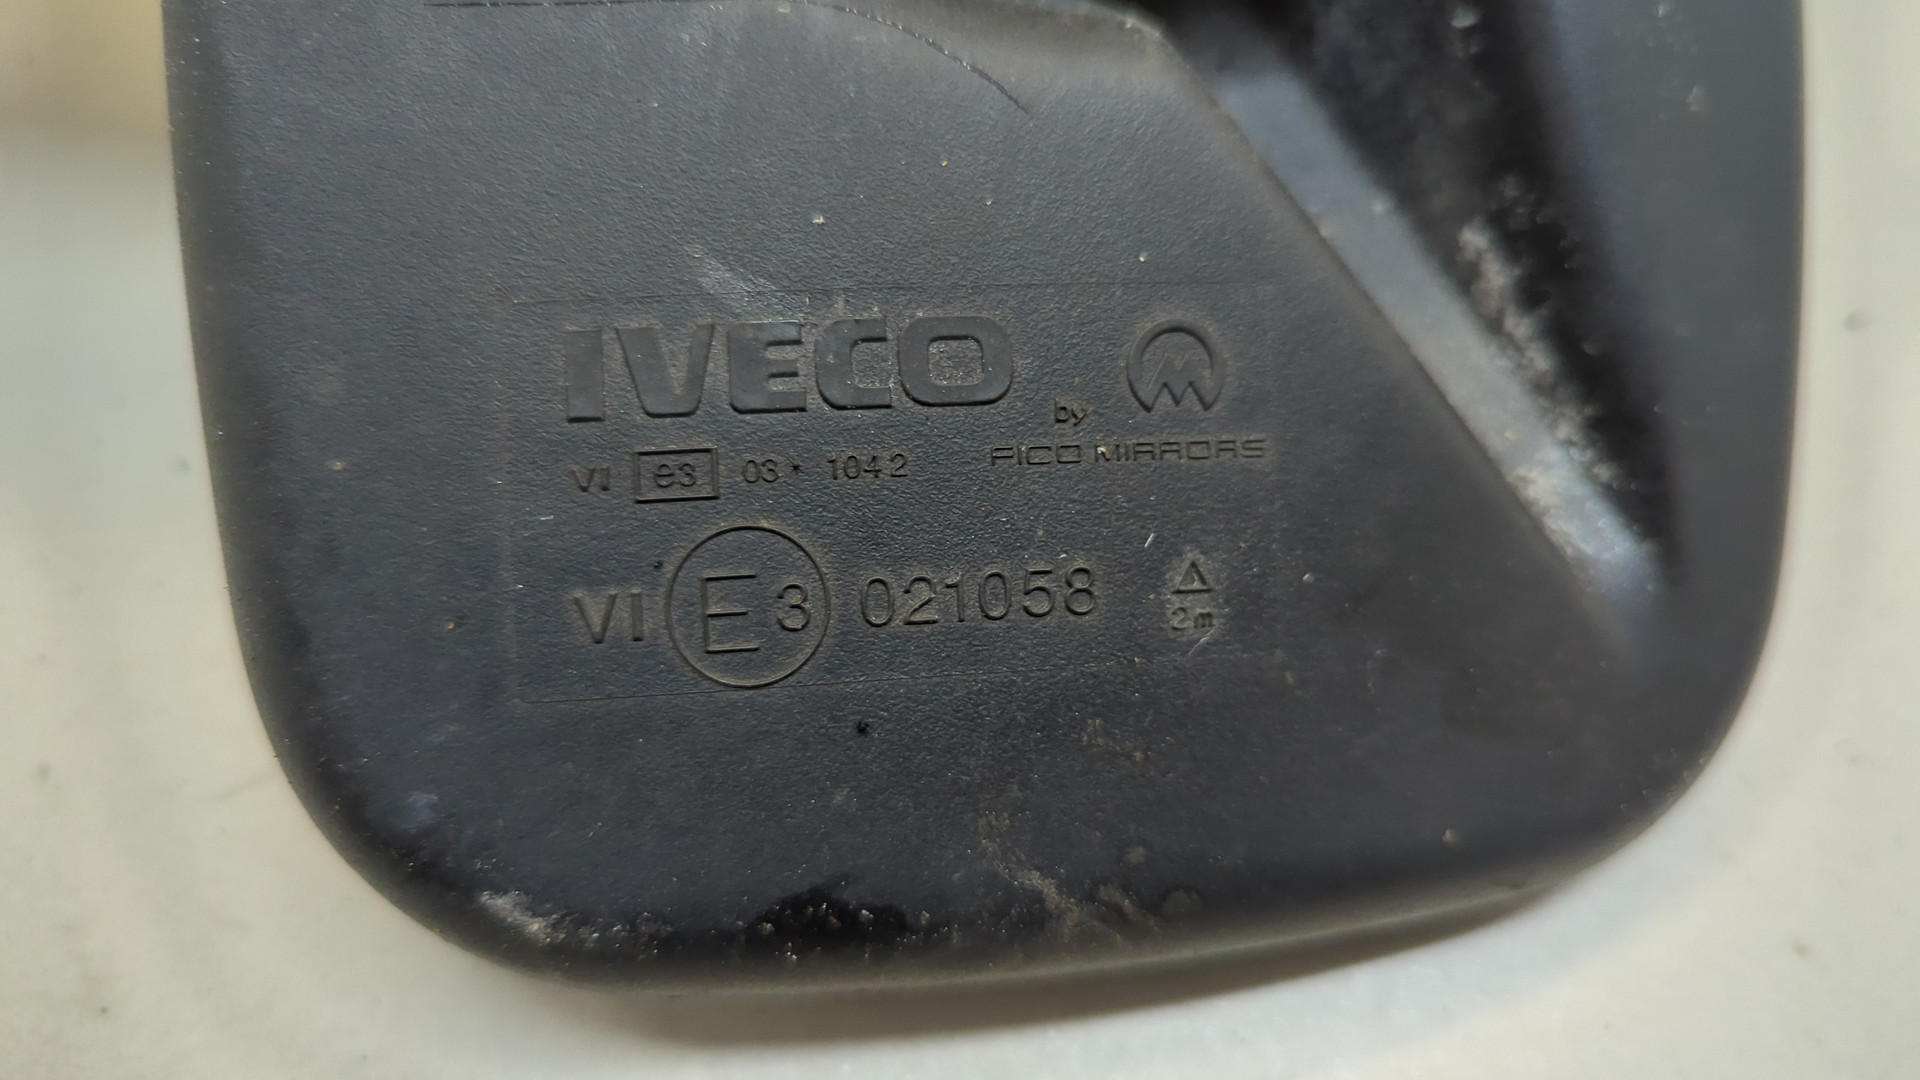 IVECO by
FICO MIRRORS
VI e3 03* 1042
VI E3 021058 2m